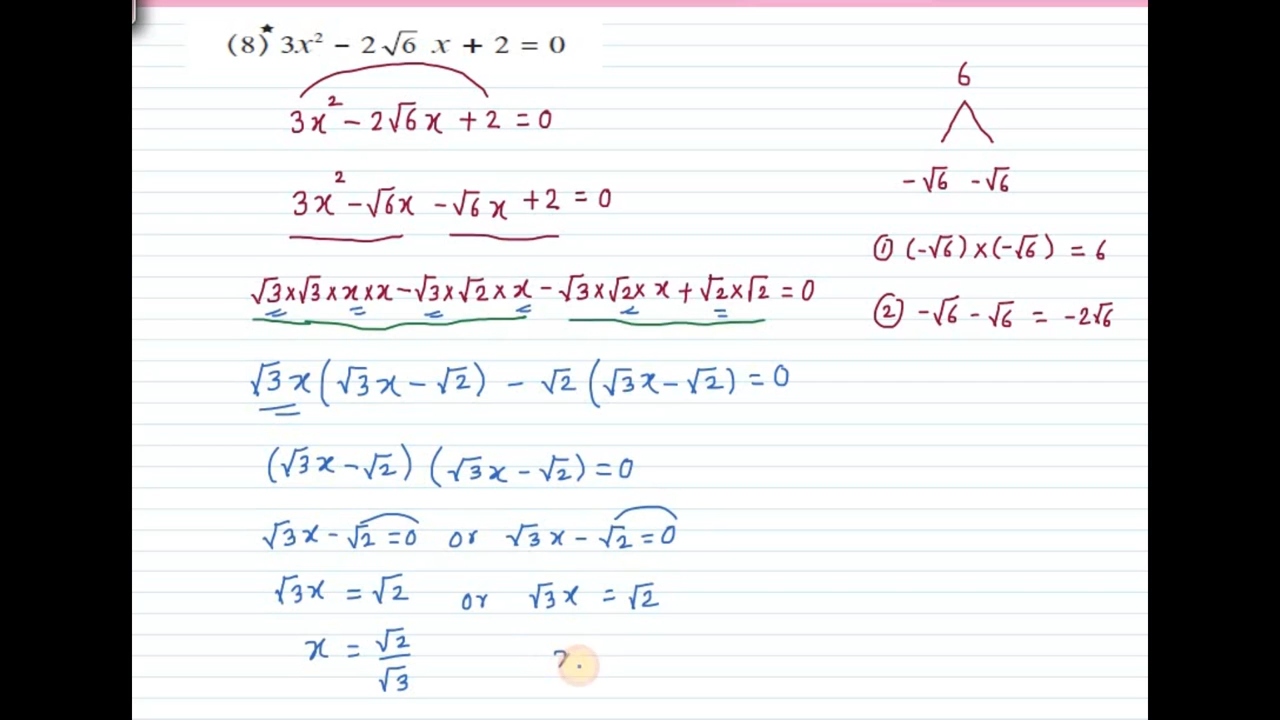 (8)* 3x² − 2√6 x + 2 = 0
3x² − 2√6x + 2 = 0
3x² − √6x − √6x + 2 = 0
√3×√3×x×x − √3×√2×x − √3×√2×x + √2×√2 = 0
√3x(√3x − √2) − √2(√3x − √2) = 0
(√3x − √2)(√3x − √2) = 0
√3x − √2 = 0 or √3x − √2 = 0
√3x = √2 or √3x = √2
x = √2/√3
6
−√6 −√6
① (−√6)×(−√6) = 6
② −√6 − √6 = −2√6